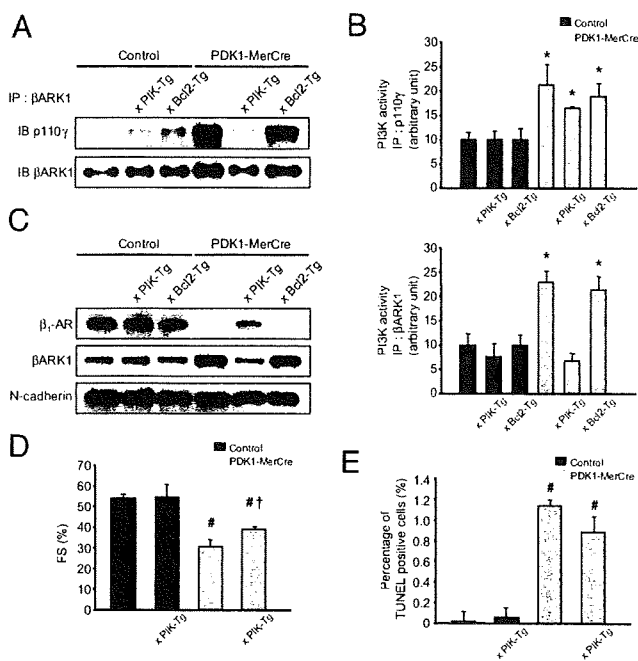 A
Control
PDK1-MerCre
IP : βARK1
x PIK-Tg
x Bcl2-Tg
x PIK-Tg
x Bcl2-Tg
IB p110γ
IB βARK1
B
Control
PDK1-MerCre
PI3K activity
IP : p110γ
(arbitrary unit)
30
25
20
15
10
5
0
*
*
*
x PIK-Tg
x Bcl2-Tg
x PIK-Tg
x Bcl2-Tg
PI3K activity
IP : βARK1
(arbitrary unit)
30
25
20
15
10
5
0
*
*
x PIK-Tg
x Bcl2-Tg
x PIK-Tg
x Bcl2-Tg
C
Control
PDK1-MerCre
x PIK-Tg
x Bcl2-Tg
x PIK-Tg
x Bcl2-Tg
β₁-AR
βARK1
N-cadherin
D
Control
PDK1-MerCre
FS (%)
70
60
50
40
30
20
10
0
#
# †
x PIK-Tg
x PIK-Tg
E
Control
PDK1-MerCre
Percentage of
TUNEL positive cells (%)
1.4
1.2
1.0
0.8
0.6
0.4
0.2
0
#
#
x PIK-Tg
x PIK-Tg